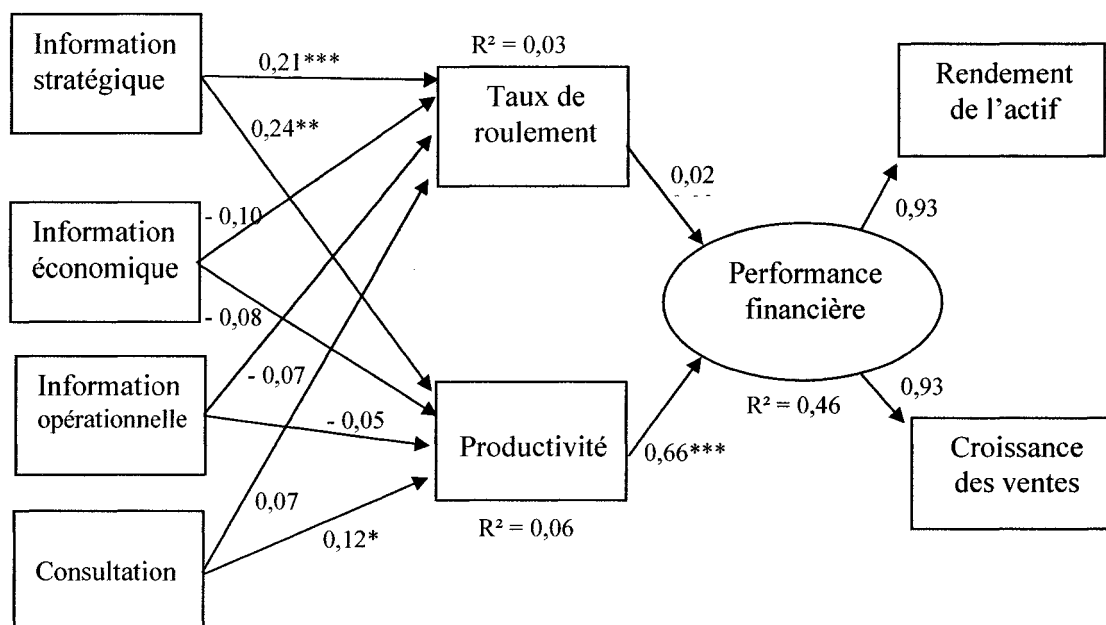 Information
stratégique
0,21***
0,24**
R² = 0,03
Taux de
roulement
Rendement
de l'actif
0,02
0,93
- 0,10
Information
économique
- 0,08
Performance
financière
R² = 0,46
Information
opérationnelle
- 0,07
- 0,05
Productivité
R² = 0,06
0,66***
0,93
Croissance
des ventes
0,07
0,12*
Consultation